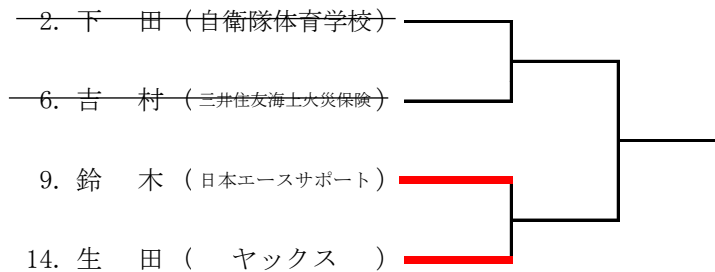 2. 下　田 (自衛隊体育学校)
6. 吉　村 (三井住友海上火災保険)
9. 鈴　木 (日本エースサポート)
14. 生　田 (　ヤックス　)